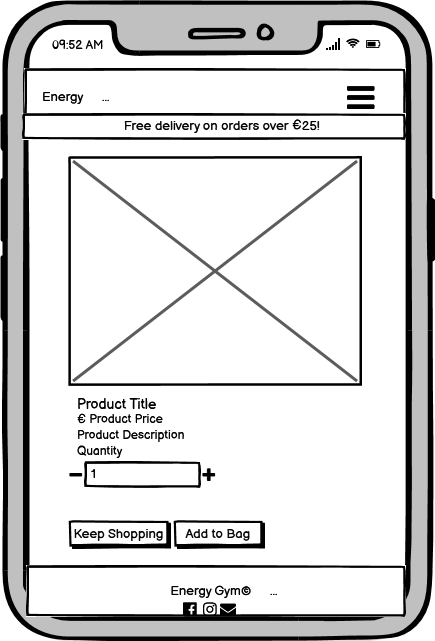 09:52 AM
Energy ...
Free delivery on orders over €25!
Product Title
€ Product Price
Product Description
Quantity
1
Keep Shopping Add to Bag
Energy Gym© ...